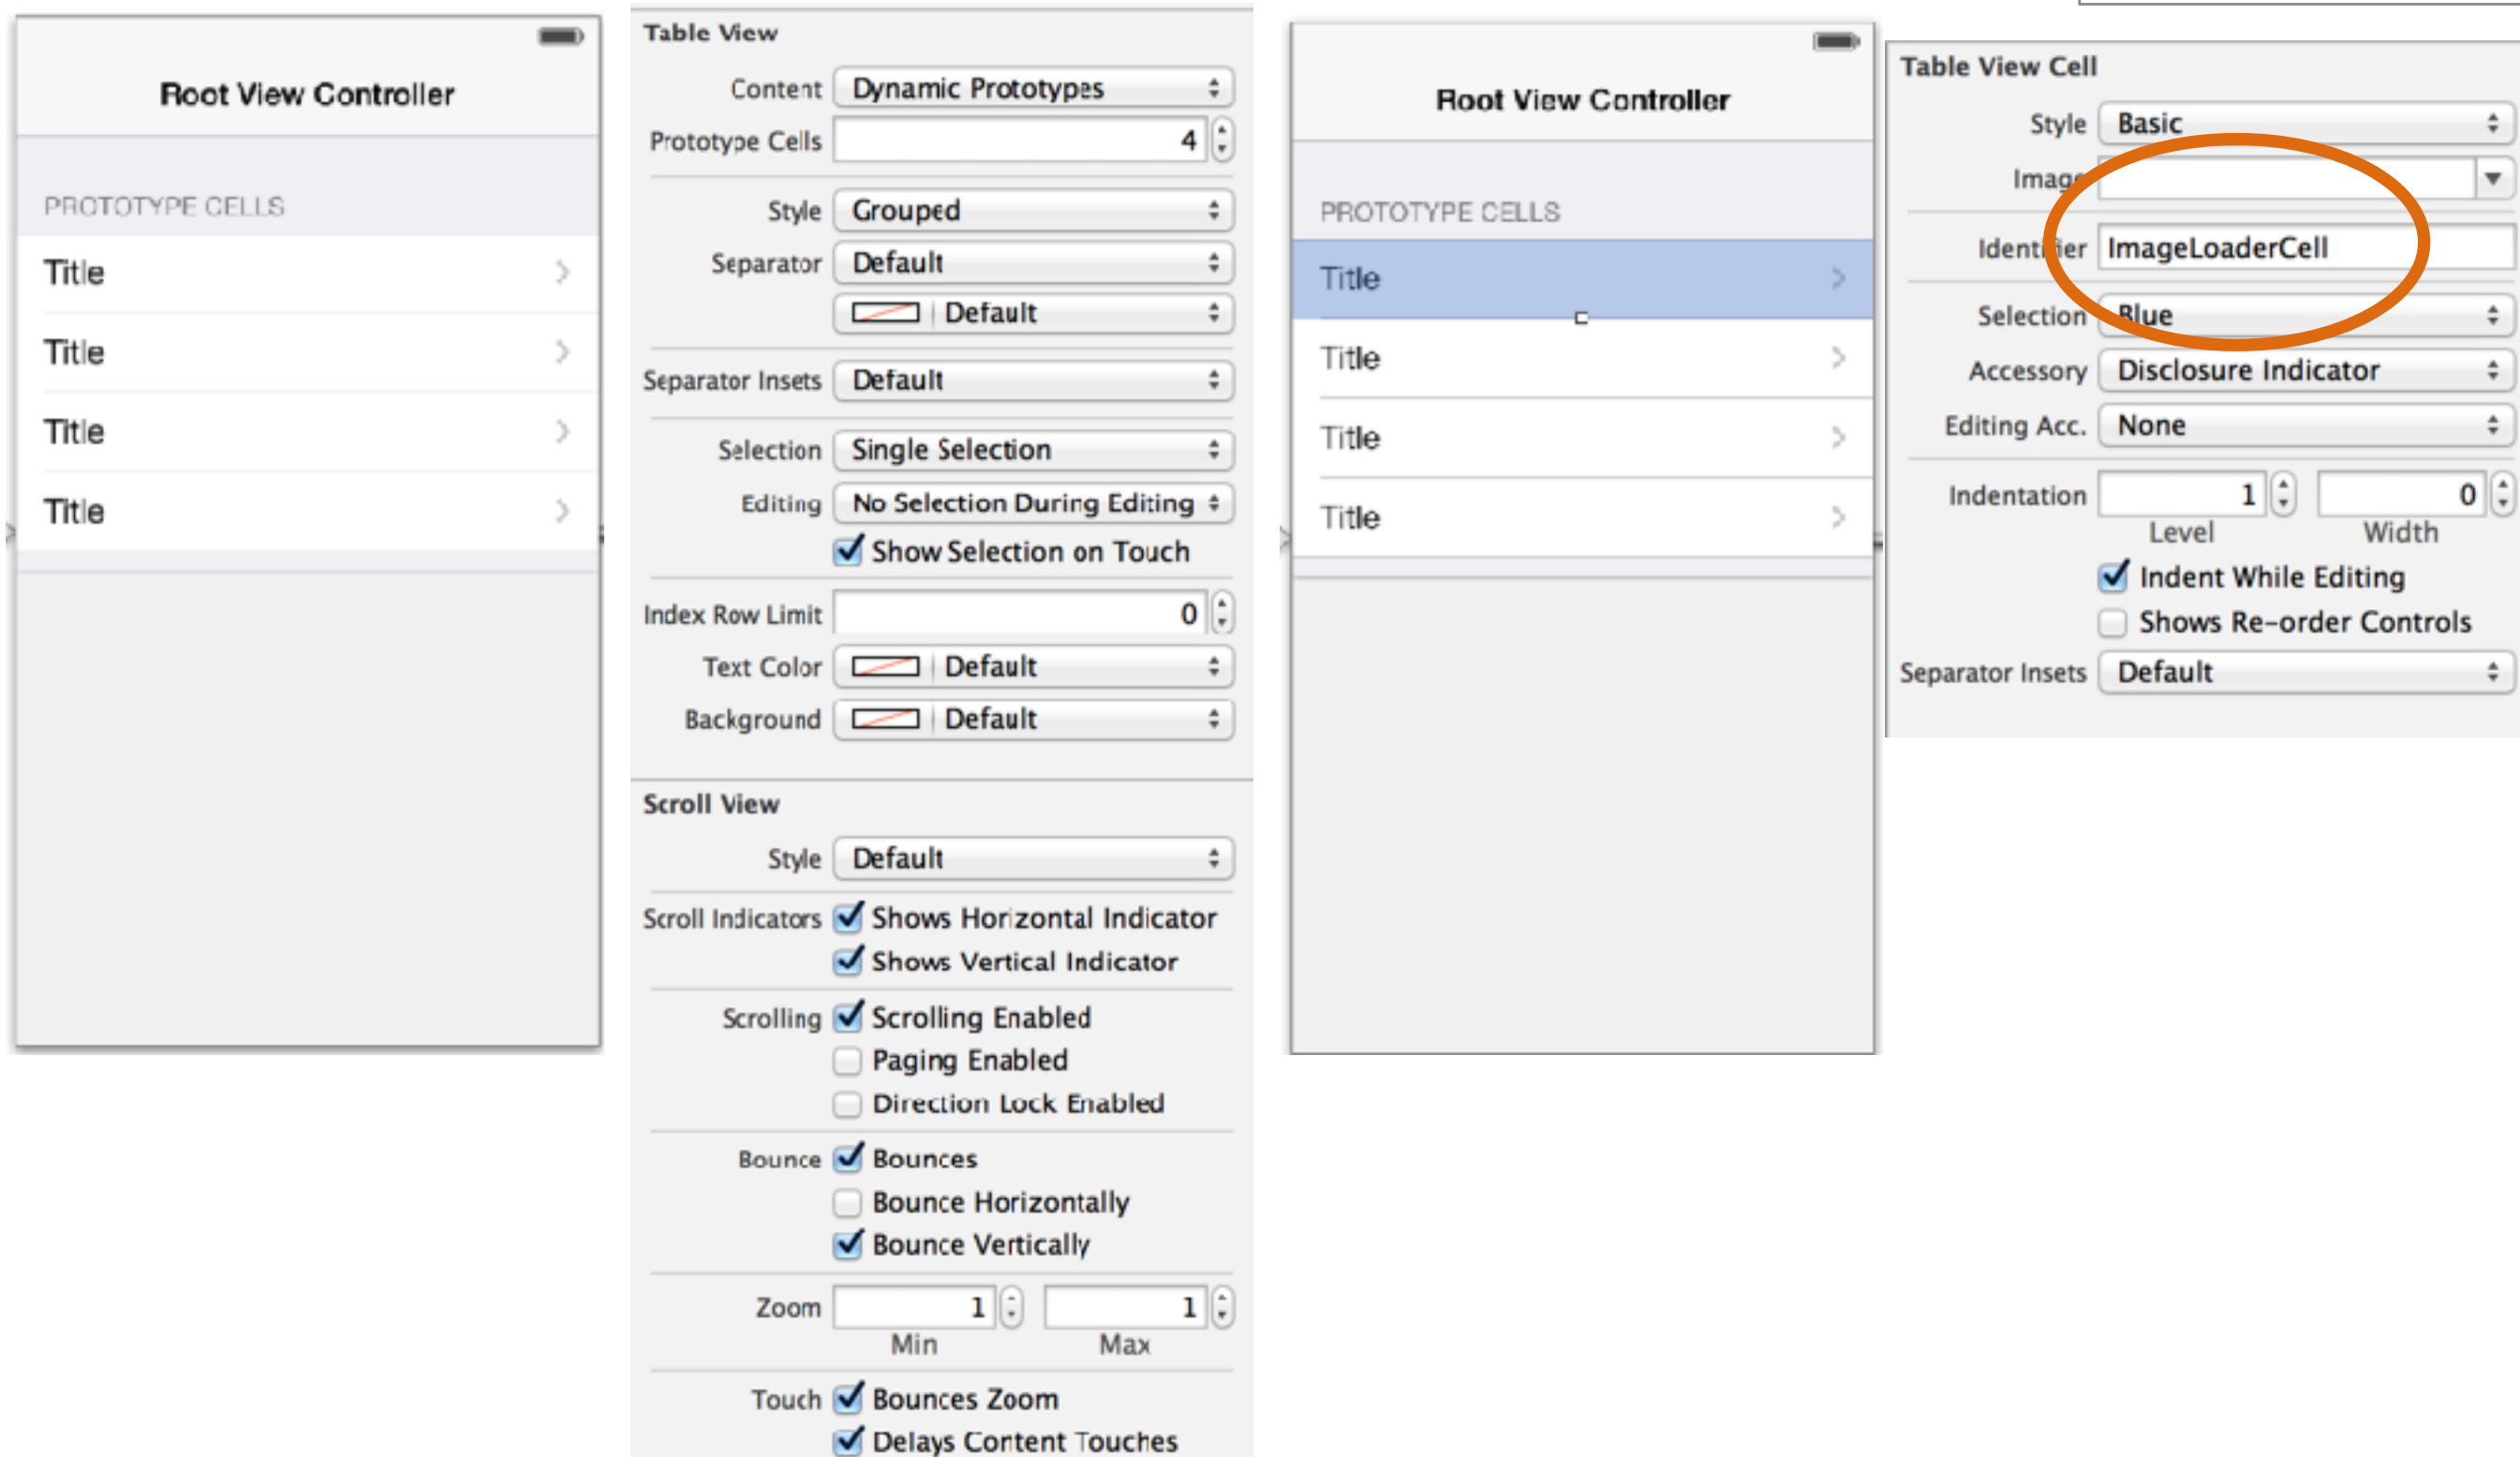 Root View Controller
PROTOTYPE CELLS
Title
Title
Title
Title
Table View
Content Dynamic Prototypes
Prototype Cells 4
Style Grouped
Separator Default
Default
Separator Insets Default
Selection Single Selection
Editing No Selection During Editing
Show Selection on Touch
Index Row Limit 0
Text Color Default
Background Default
Scroll View
Style Default
Scroll Indicators Shows Horizontal Indicator
Shows Vertical Indicator
Scrolling Scrolling Enabled
Paging Enabled
Direction Lock Enabled
Bounce Bounces
Bounce Horizontally
Bounce Vertically
Zoom 1 1
Min Max
Touch Bounces Zoom
Delays Content Touches
Root View Controller
PROTOTYPE CELLS
Title
Title
Title
Title
Table View Cell
Style Basic
Image
Identifier ImageLoaderCell
Selection Blue
Accessory Disclosure Indicator
Editing Acc. None
Indentation 1 0
Level Width
Indent While Editing
Shows Re-order Controls
Separator Insets Default